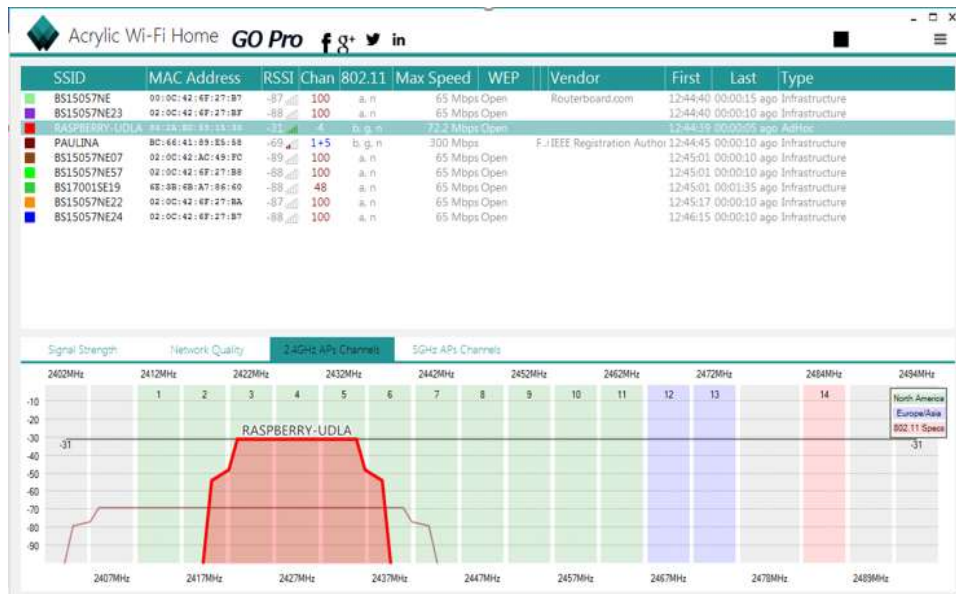 Acrylic Wi-Fi Home GO Pro f g+ in
SSID MAC Address RSSI Chan 802.11 Max Speed WEP Vendor First Last Type
BS15057NE 00:0C:42:6F:27:B7 -87 100 a, n 65 Mbps Open Routerboard.com 12:44:40 00:00:15 ago Infrastructure
BS15057NE23 02:0C:42:6F:27:BF -88 100 a, n 65 Mbps Open 12:44:40 00:00:10 ago Infrastructure
RASPBERRY-UDLA -31 4 b, g, n 72.2 Mbps Open 12:44:39 00:00:05 ago AdHoc
PAULINA BC:66:41:89:E5:58 -69 1+5 b, g, n 300 Mbps F..(IEEE Registration Author 12:44:45 00:00:10 ago Infrastructure
BS15057NE07 02:0C:42:AC:49:FC -89 100 a, n 65 Mbps Open 12:45:01 00:00:10 ago Infrastructure
BS15057NE57 02:0C:42:6F:27:B8 -88 100 a, n 65 Mbps Open 12:45:01 00:00:10 ago Infrastructure
BS17001SE19 6E:3B:6B:A7:86:60 -88 48 a, n 65 Mbps Open 12:45:01 00:01:35 ago Infrastructure
BS15057NE22 02:0C:42:6F:27:BA -87 100 a, n 65 Mbps Open 12:45:17 00:00:10 ago Infrastructure
BS15057NE24 02:0C:42:6F:27:B7 -88 100 a, n 65 Mbps Open 12:46:15 00:00:10 ago Infrastructure
Signal Strength Network Quality 2.4GHz APs Channels 5GHz APs Channels
2402MHz 2412MHz 2422MHz 2432MHz 2442MHz 2452MHz 2462MHz 2472MHz 2484MHz 2494MHz
1 2 3 4 5 6 7 8 9 10 11 12 13 14
North America
Europe/Asia
802.11 Specs
-10
-20
RASPBERRY-UDLA
-30
-31 -31
-40
-50
-60
-70
-80
-90
2407MHz 2417MHz 2427MHz 2437MHz 2447MHz 2457MHz 2467MHz 2478MHz 2489MHz